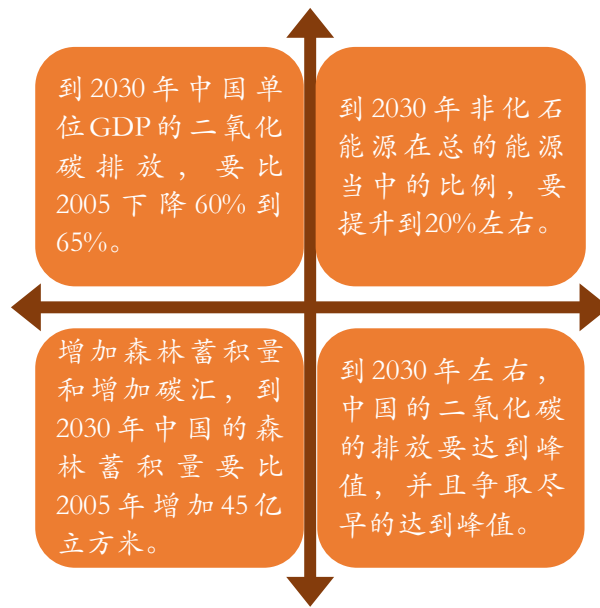 到2030年中国单
位GDP的二氧化
碳排放，要比
2005下降60%到
65%。
到2030年非化石
能源在总的能源
当中的比例，要
提升到20%左右。
增加森林蓄积量
和增加碳汇，到
2030年中国的森
林蓄积量要比
2005年增加45亿
立方米。
到2030年左右，
中国的二氧化碳
的排放要达到峰
值，并且争取尽
早的达到峰值。